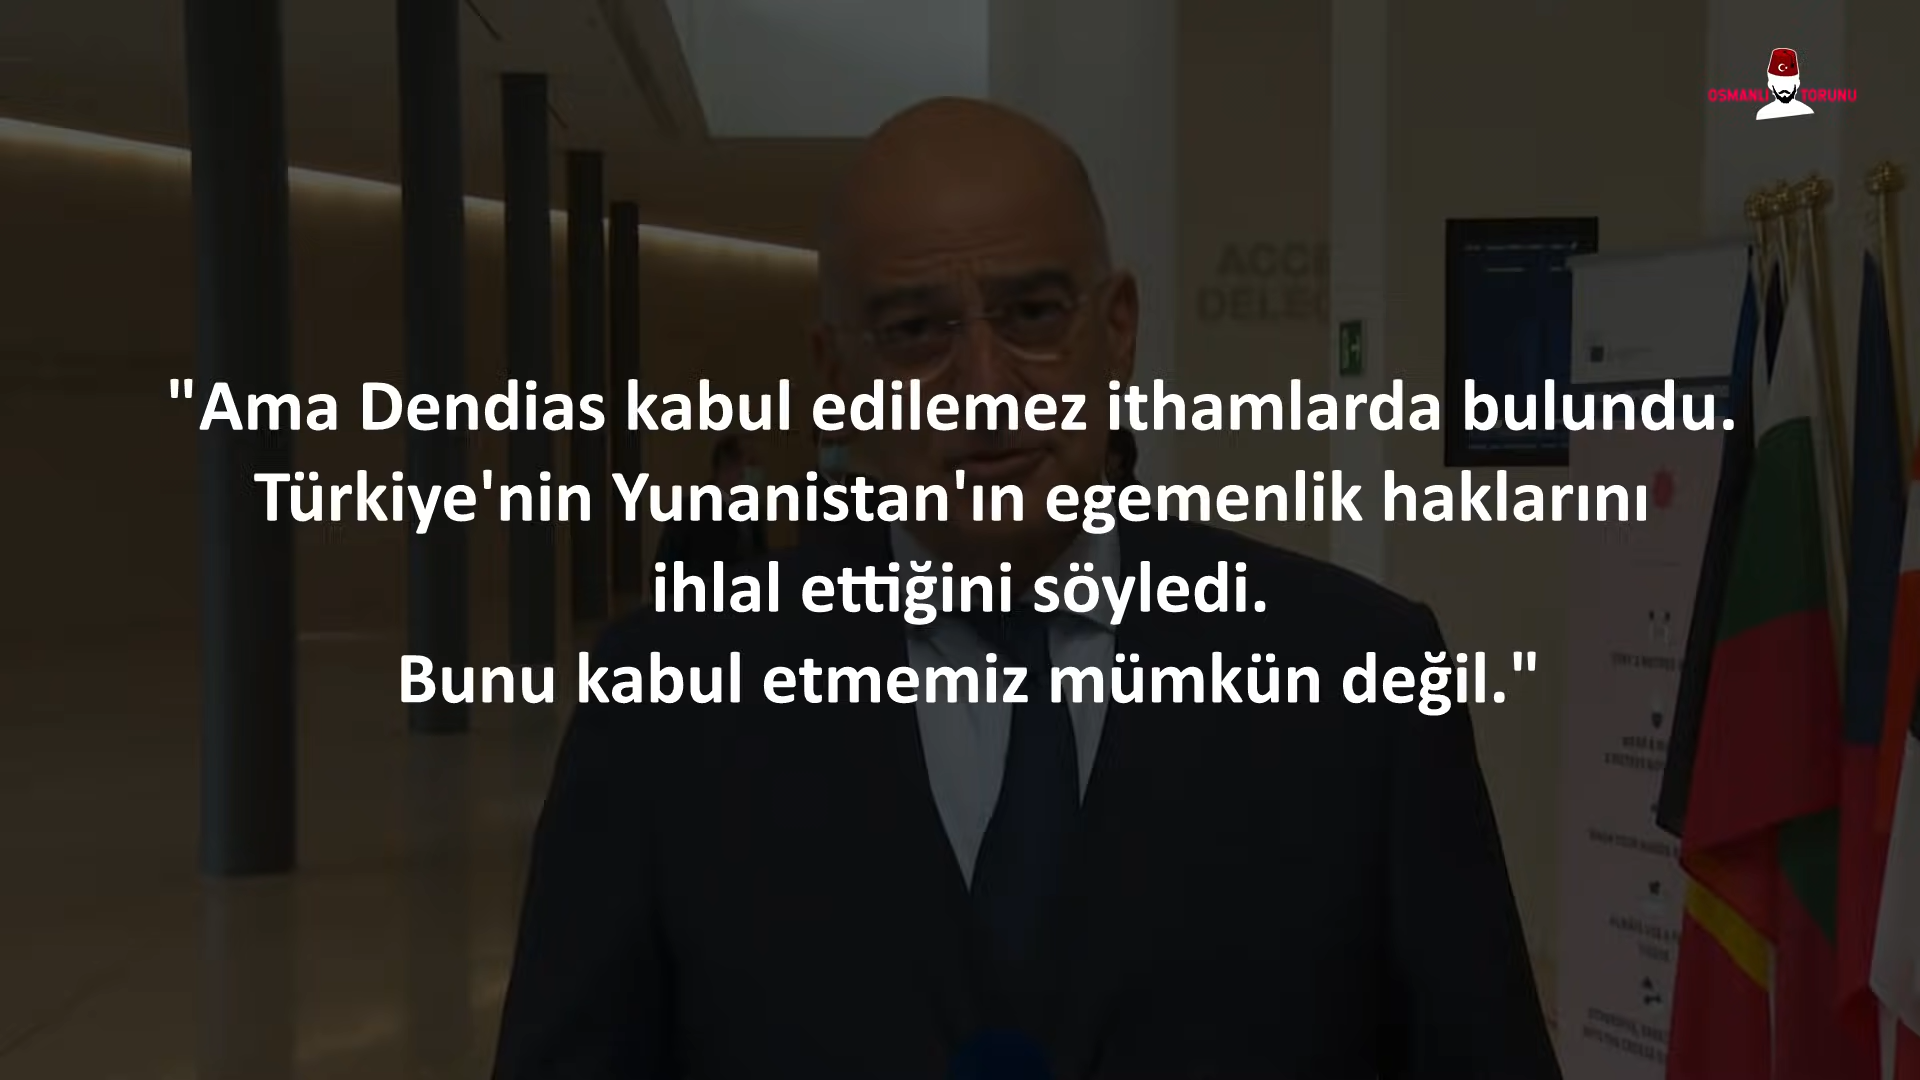 OSMANLI TORUNU
"Ama Dendias kabul edilemez ithamlarda bulundu.
Türkiye'nin Yunanistan'ın egemenlik haklarını
ihlal ettiğini söyledi.
Bunu kabul etmemiz mümkün değil."